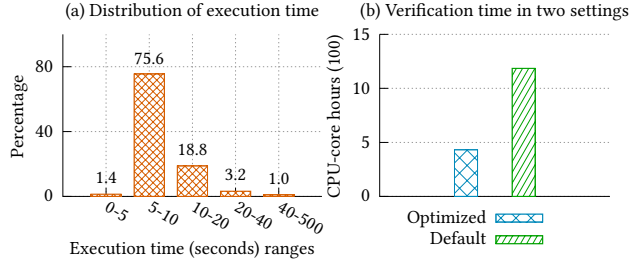 (a) Distribution of execution time
Percentage
80
40
0
1.4
75.6
18.8
3.2
1.0
0-5
5-10
10-20
20-40
40-500
Execution time (seconds) ranges
(b) Verification time in two settings
CPU-core hours (100)
15
10
5
0
Optimized
Default